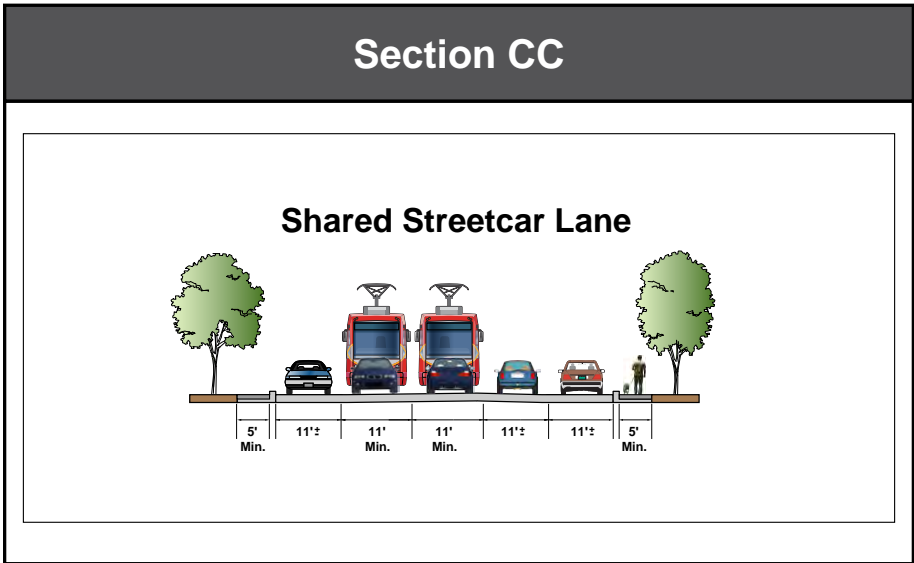 Section CC
Shared Streetcar Lane
5' 11'± 11' 11' 11'± 11'± 5'
Min. Min. Min. Min.